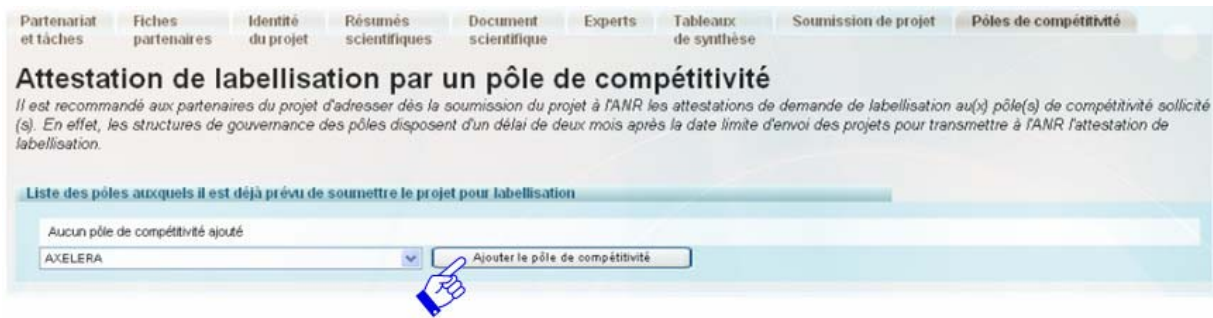 Partenariat et tâches
Fiches partenaires
Identité du projet
Résumés scientifiques
Document scientifique
Experts
Tableaux de synthèse
Soumission de projet
Pôles de compétitivité
Attestation de labellisation par un pôle de compétitivité
Il est recommandé aux partenaires du projet d'adresser dès la soumission du projet à l'ANR les attestations de demande de labellisation au(x) pôle(s) de compétitivité sollicité
(s). En effet, les structures de gouvernance des pôles disposent d'un délai de deux mois après la date limite d'envoi des projets pour transmettre à l'ANR l'attestation de
labellisation.
Liste des pôles auxquels il est déjà prévu de soumettre le projet pour labellisation
Aucun pôle de compétitivité ajouté
AXELERA
Ajouter le pôle de compétitivité